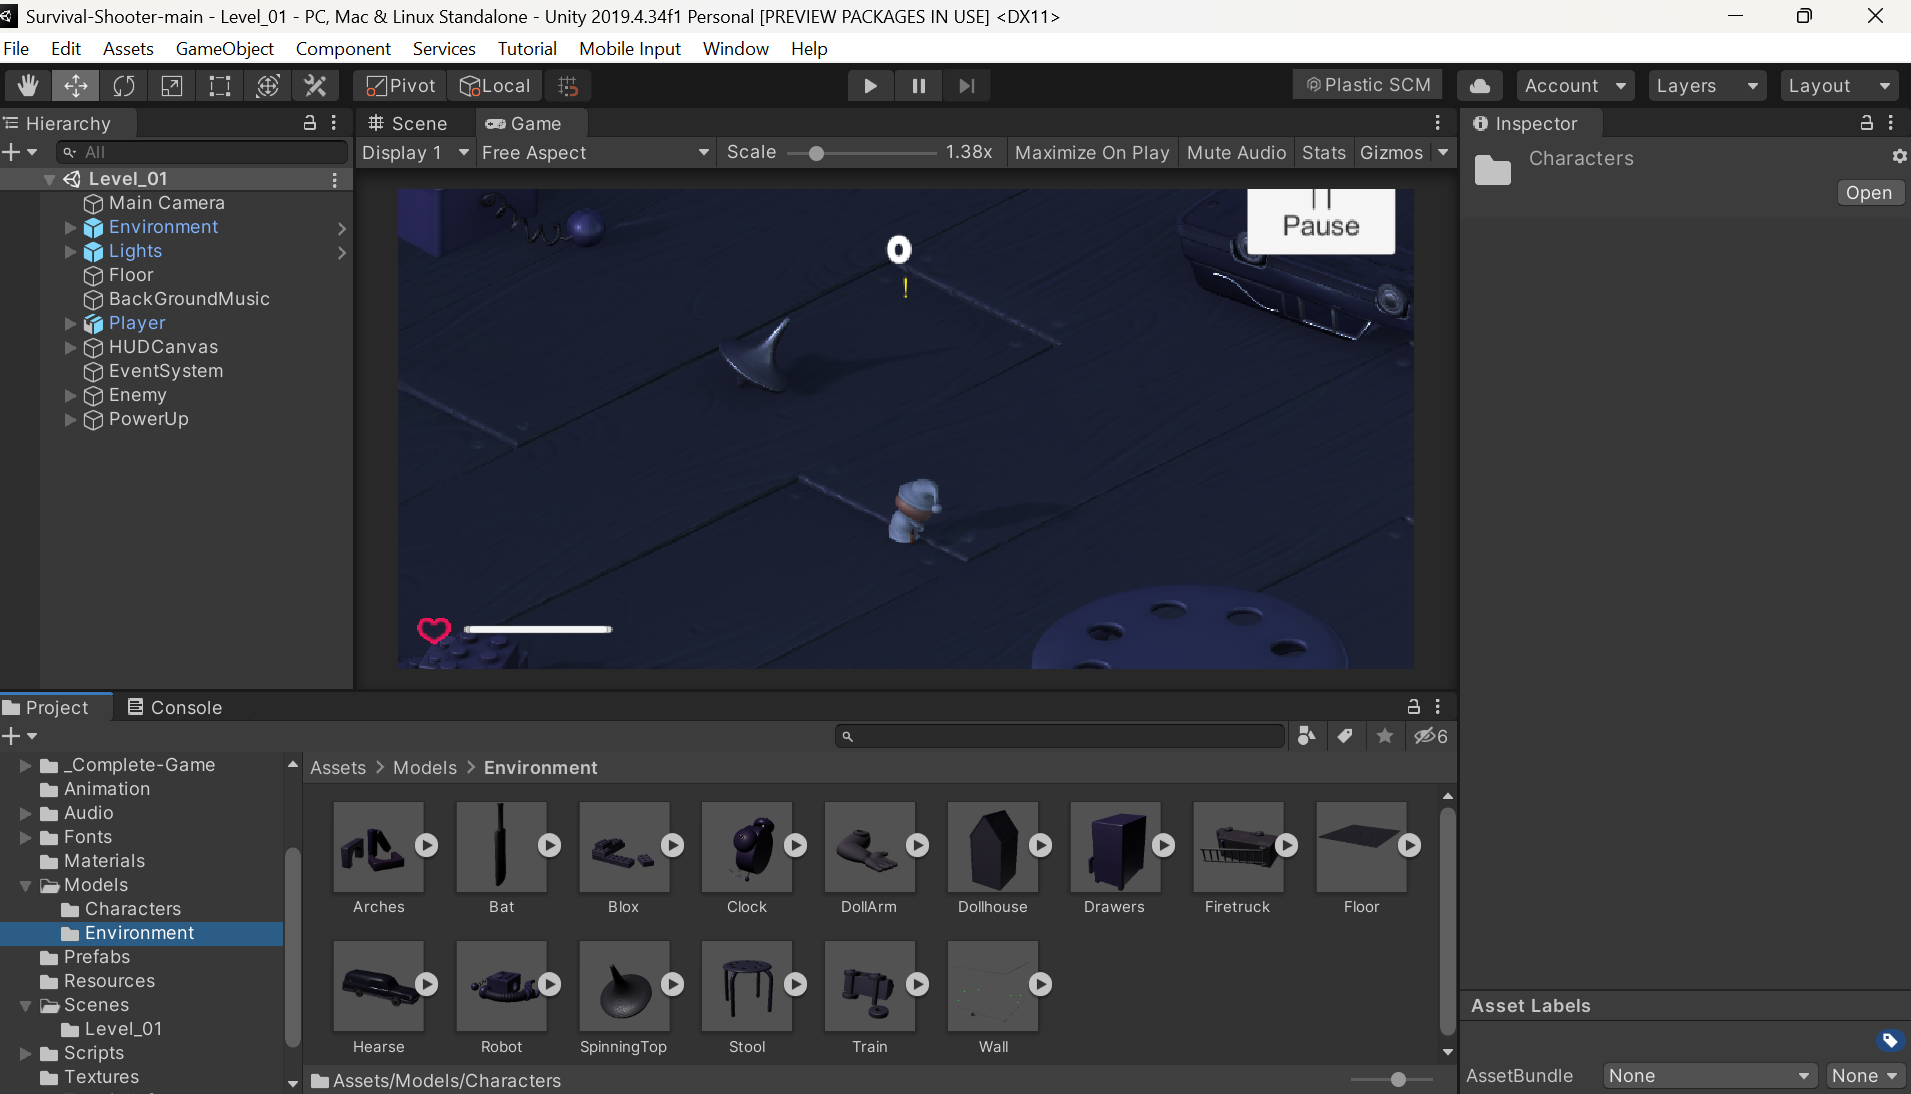 Survival-Shooter-main - Level_01 - PC, Mac & Linux Standalone - Unity 2019.4.34f1 Personal [PREVIEW PACKAGES IN USE] <DX11>
File Edit Assets GameObject Component Services Tutorial Mobile Input Window Help
Pivot Local Plastic SCM Account Layers Layout
Hierarchy
All
Level_01
Main Camera
Environment
Lights
Floor
BackGroundMusic
Player
HUDCanvas
EventSystem
Enemy
PowerUp
Scene Game
Display 1 Free Aspect Scale 1.38x Maximize On Play Mute Audio Stats Gizmos
Pause
0
!
Inspector
Characters
Open
Project Console
6
_Complete-Game
Animation
Audio
Fonts
Materials
Models
Characters
Environment
Prefabs
Resources
Scenes
Level_01
Scripts
Textures
Assets > Models > Environment
Arches Bat Blox Clock DollArm Dollhouse Drawers Firetruck Floor
Hearse Robot SpinningTop Stool Train Wall
Assets/Models/Characters
Asset Labels
AssetBundle None None